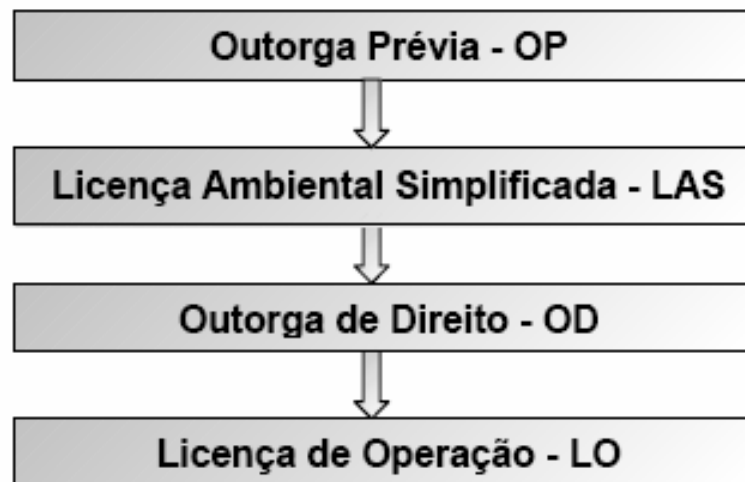 Outorga Prévia - OP
Licença Ambiental Simplificada - LAS
Outorga de Direito - OD
Licença de Operação - LO